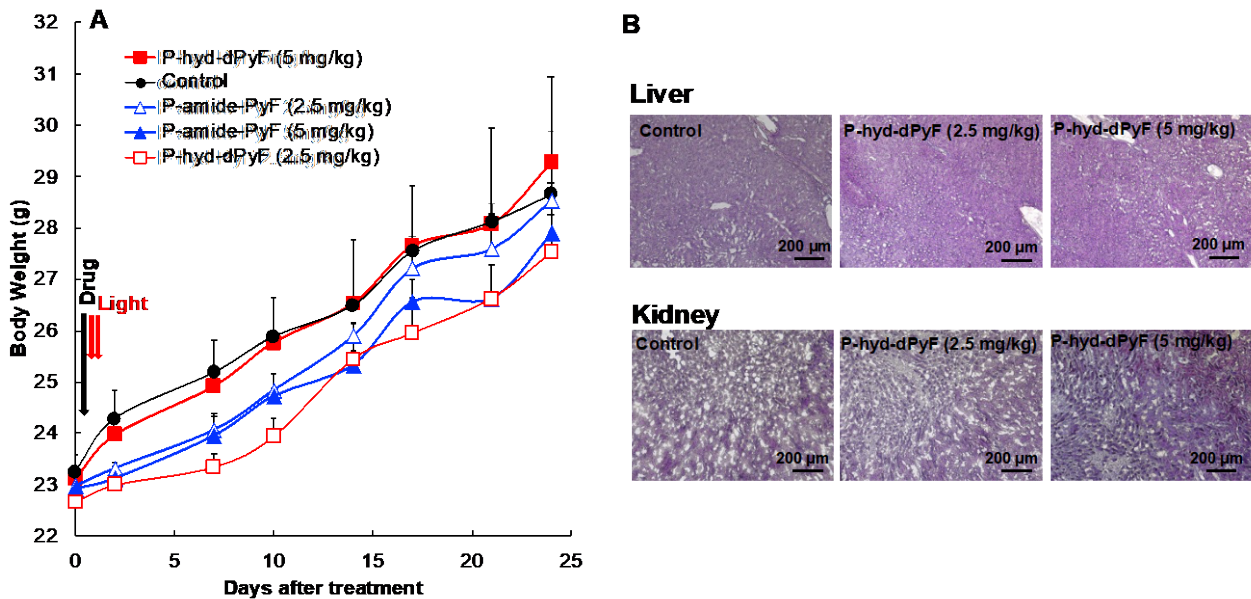 A
32
31
30
29
28
27
26
25
24
23
22
Body Weight (g)
P-hyd-dPyF (5 mg/kg)
Control
P-amide-PyF (2.5 mg/kg)
P-amide-PyF (5 mg/kg)
P-hyd-dPyF (2.5 mg/kg)
Drug
Light
0
5
10
15
20
25
Days after treatment
B
Liver
Control
P-hyd-dPyF (2.5 mg/kg)
P-hyd-dPyF (5 mg/kg)
200 µm
200 µm
200 µm
Kidney
Control
P-hyd-dPyF (2.5 mg/kg)
P-hyd-dPyF (5 mg/kg)
200 µm
200 µm
200 µm